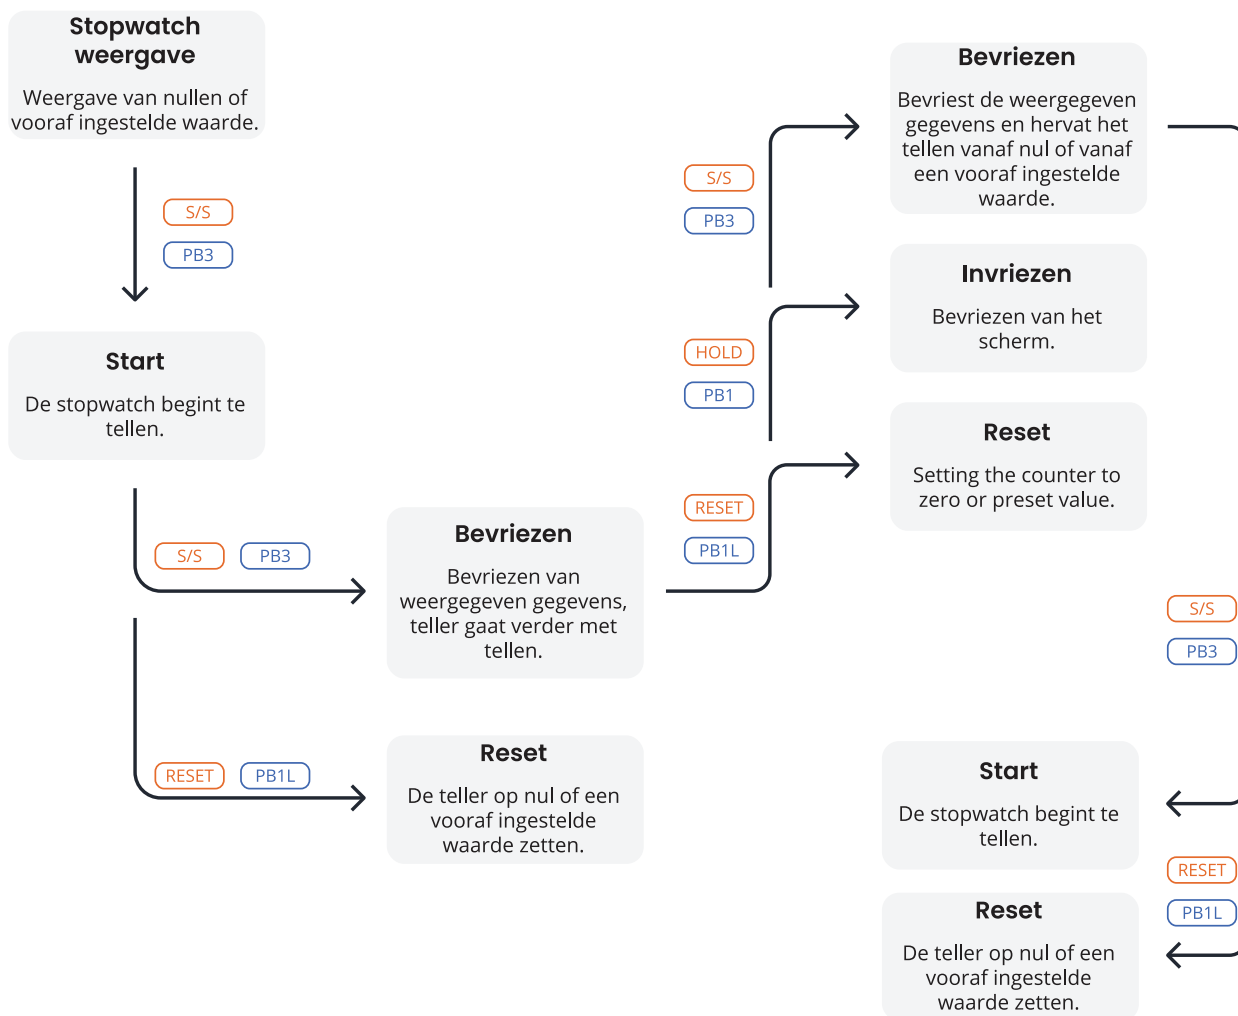 Stopwatch
weergave
Weergave van nullen of
vooraf ingestelde waarde.
S/S
PB3
Start
De stopwatch begint te
tellen.
S/S PB3
RESET PB1L
Bevriezen
Bevriezen van
weergegeven gegevens,
teller gaat verder met
tellen.
Reset
De teller op nul of een
vooraf ingestelde
waarde zetten.
S/S
PB3
HOLD
PB1
RESET
PB1L
Bevriezen
Bevriest de weergegeven
gegevens en hervat het
tellen vanaf nul of vanaf
een vooraf ingestelde
waarde.
Invriezen
Bevriezen van het
scherm.
Reset
Setting the counter to
zero or preset value.
S/S
PB3
Start
De stopwatch begint te
tellen.
RESET
PB1L
Reset
De teller op nul of een
vooraf ingestelde
waarde zetten.